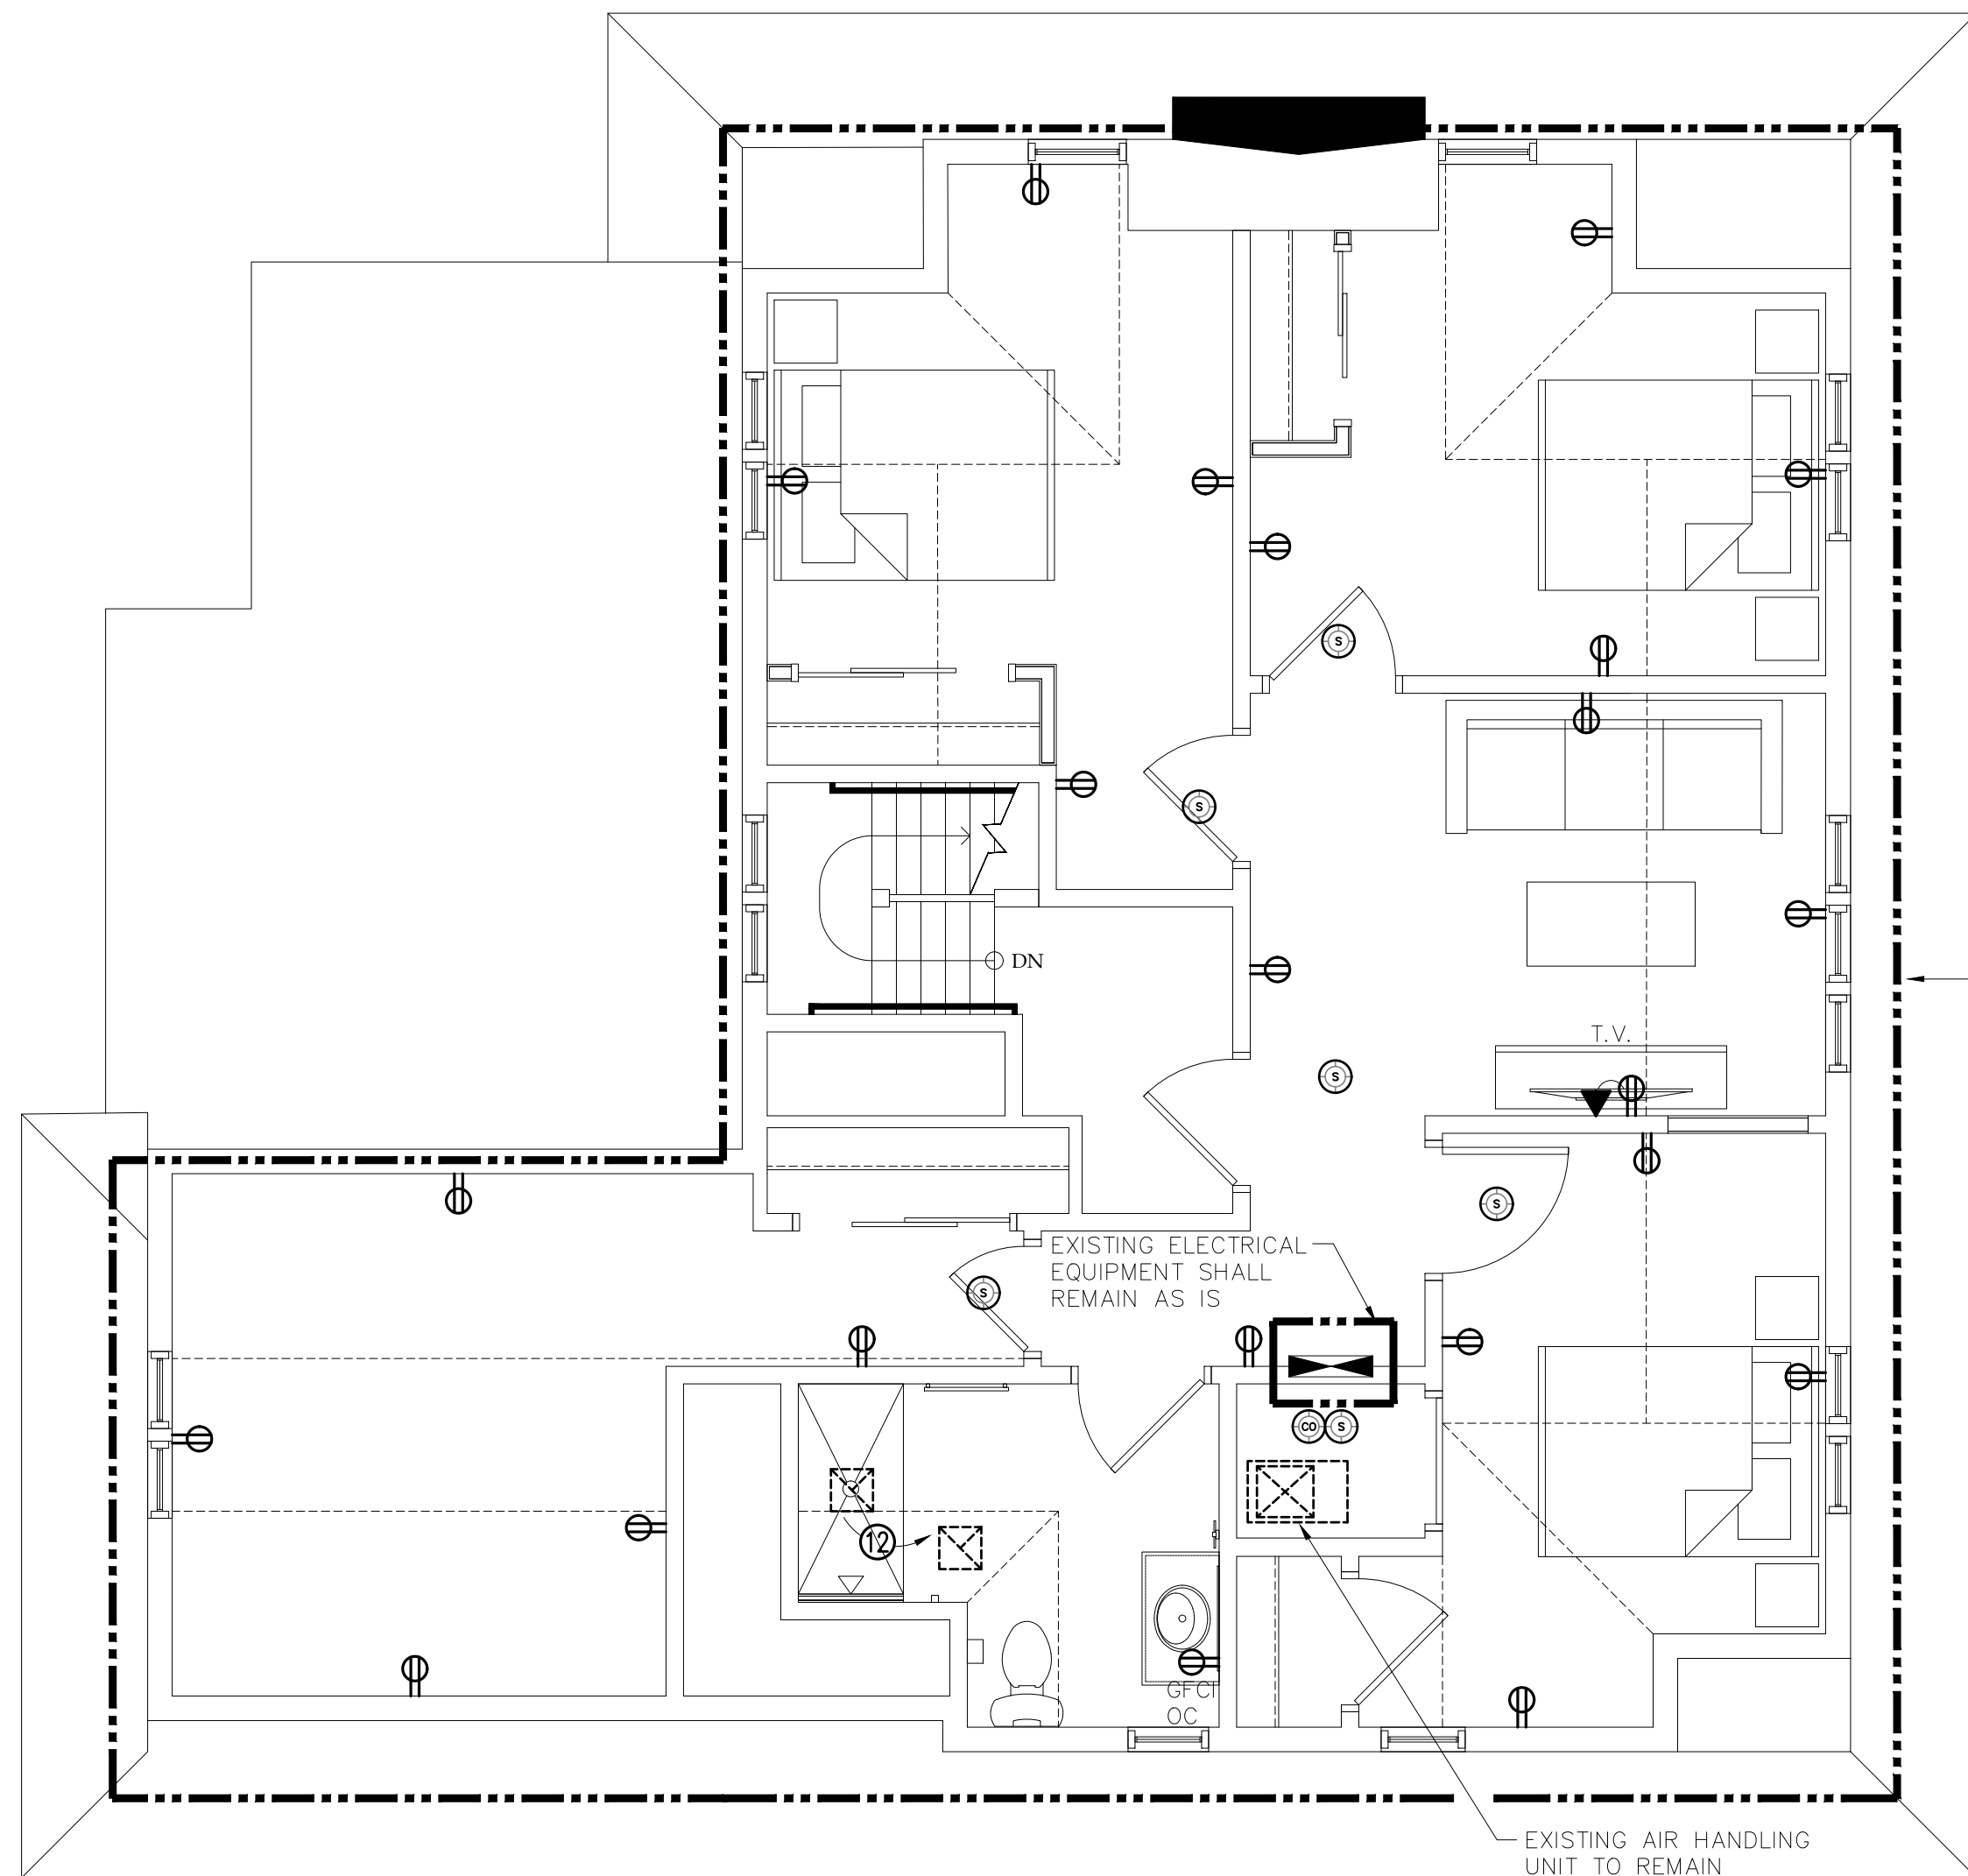 S
S
DN
S
T.V.
S
EXISTING ELECTRICAL
EQUIPMENT SHALL
REMAIN AS IS
S
CO
S
12
GFCI
OC
EXISTING AIR HANDLING
UNIT TO REMAIN